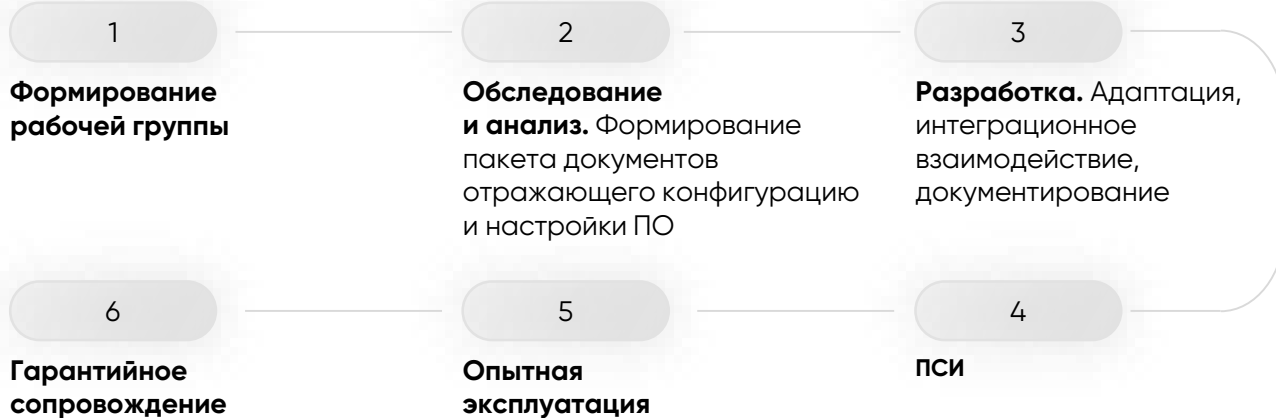 1
Формирование
рабочей группы
2
Обследование
и анализ. Формирование
пакета документов
отражающего конфигурацию
и настройки ПО
3
Разработка. Адаптация,
интеграционное
взаимодействие,
документирование
4
ПСИ
5
Опытная
эксплуатация
6
Гарантийное
сопровождение